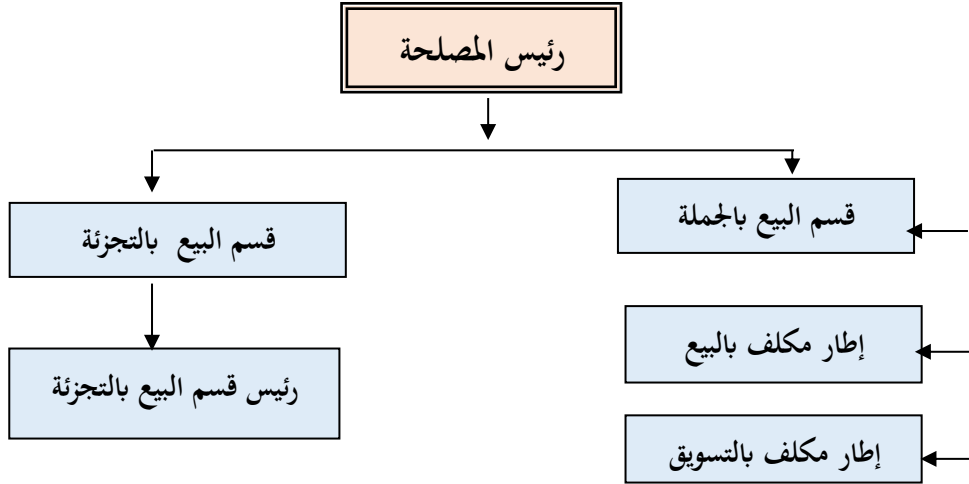 رئيس المصلحة
قسم البيع بالجملة
قسم البيع بالتجزئة
إطار مكلف بالبيع
رئيس قسم البيع بالتجزئة
إطار مكلف بالتسويق